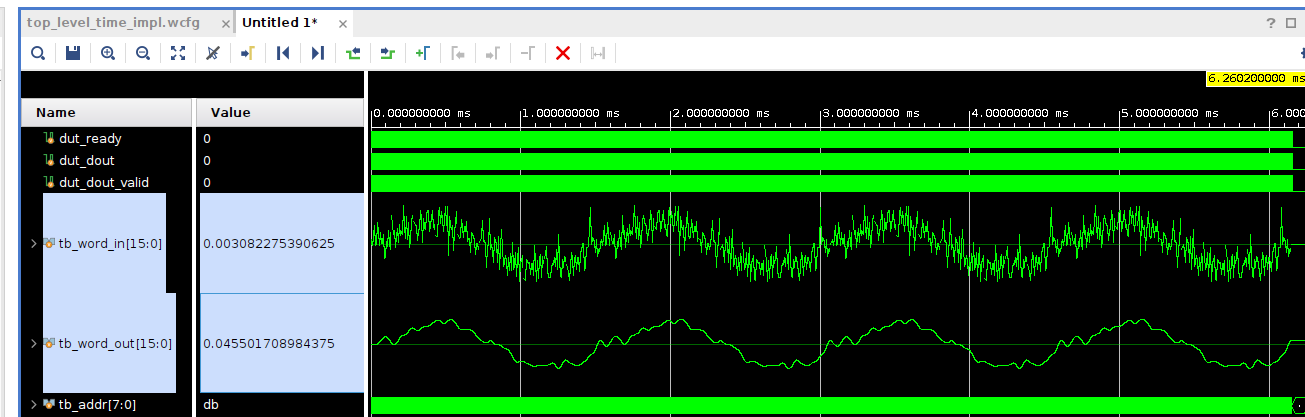 top_level_time_impl.wcfg × Untitled 1* ×
?
6.260200000 ms
Name Value
0.000000000 ms 1.000000000 ms 2.000000000 ms 3.000000000 ms 4.000000000 ms 5.000000000 ms 6.000
dut_ready 0
dut_dout 0
dut_dout_valid 0
tb_word_in[15:0] 0.003082275390625
tb_word_out[15:0] 0.045501708984375
tb_addr[7:0] db